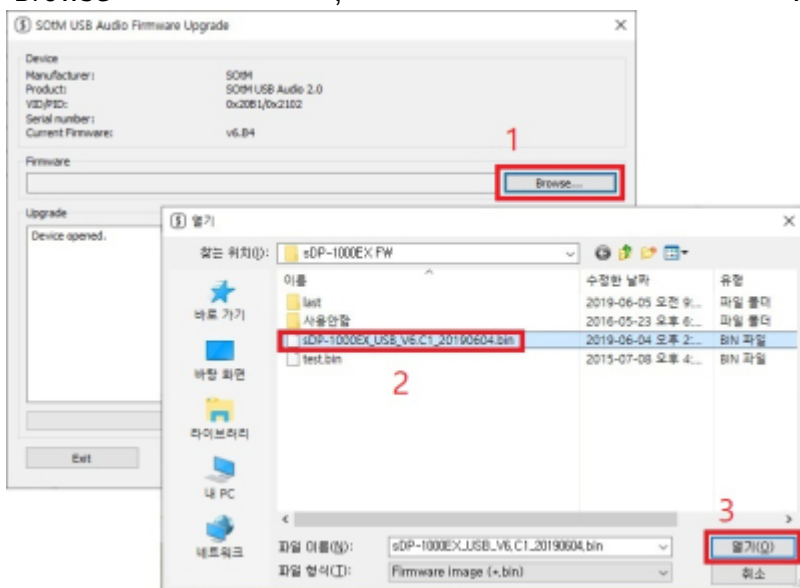 SOtM USB Audio Firmware Upgrade
Device
Manufacturer: SOtM
Product: SOtM USB Audio 2.0
VID/PID: 0x20B1/0x2102
Serial number:
Current Firmware: v6.B4
1
Firmware
Browse...
Upgrade
Device opened.
열기
찾는 위치(I): sDP-1000EX FW
이름 수정한 날짜 유형
last 2019-06-05 오전 9:... 파일 폴더
사용안함 2016-05-23 오후 6:... 파일 폴더
sDP-1000EX_USB_V6.C1_20190604.bin 2019-06-04 오후 2:... BIN 파일
test.bin 2015-07-08 오후 4:... BIN 파일
2
바로 가기
바탕 화면
라이브러리
내 PC
네트워크
Exit
3
파일 이름(N): sDP-1000EX_USB_V6.C1_20190604.bin 열기(O)
파일 형식(T): Firmware image (*.bin) 취소